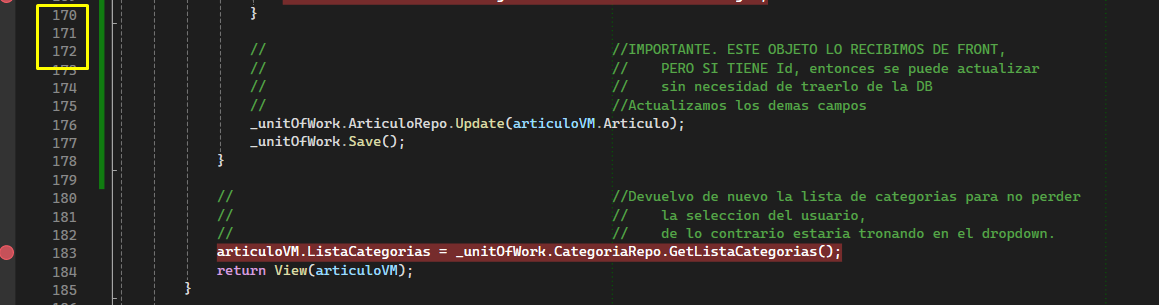 170 }
171
172 // //IMPORTANTE. ESTE OBJETO LO RECIBIMOS DE FRONT,
173 // // PERO SI TIENE Id, entonces se puede actualizar
174 // // sin necesidad de traerlo de la DB
175 // //Actualizamos los demas campos
176 _unitOfWork.ArticuloRepo.Update(articuloVM.Articulo);
177 _unitOfWork.Save();
178 }
179
180 // //Devuelvo de nuevo la lista de categorias para no perder
181 // // la seleccion del usuario,
182 // // de lo contrario estaria tronando en el dropdown.
183 articuloVM.ListaCategorias = _unitOfWork.CategoriaRepo.GetListaCategorias();
184 return View(articuloVM);
185 }